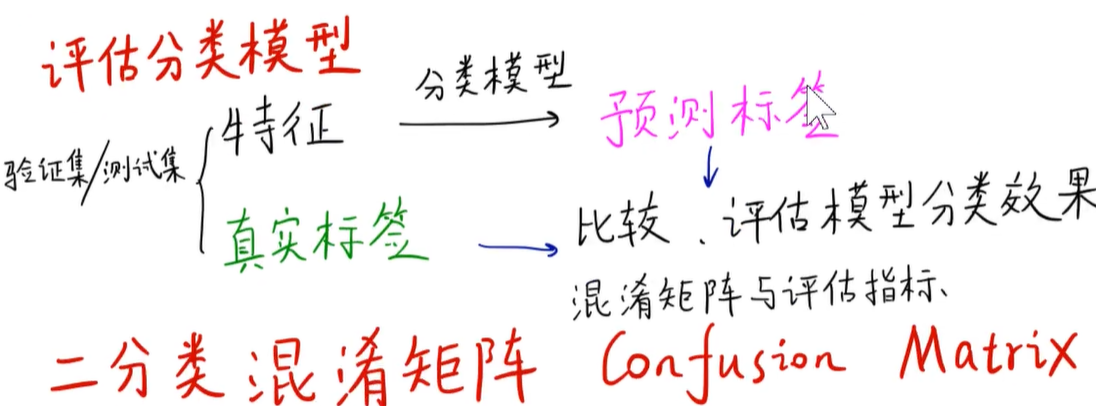 评估分类模型
分类模型
特征
预测标签
验证集/测试集
真实标签
比较、评估模型分类效果
混淆矩阵与评估指标、
二分类混淆矩阵 Confusion Matrix